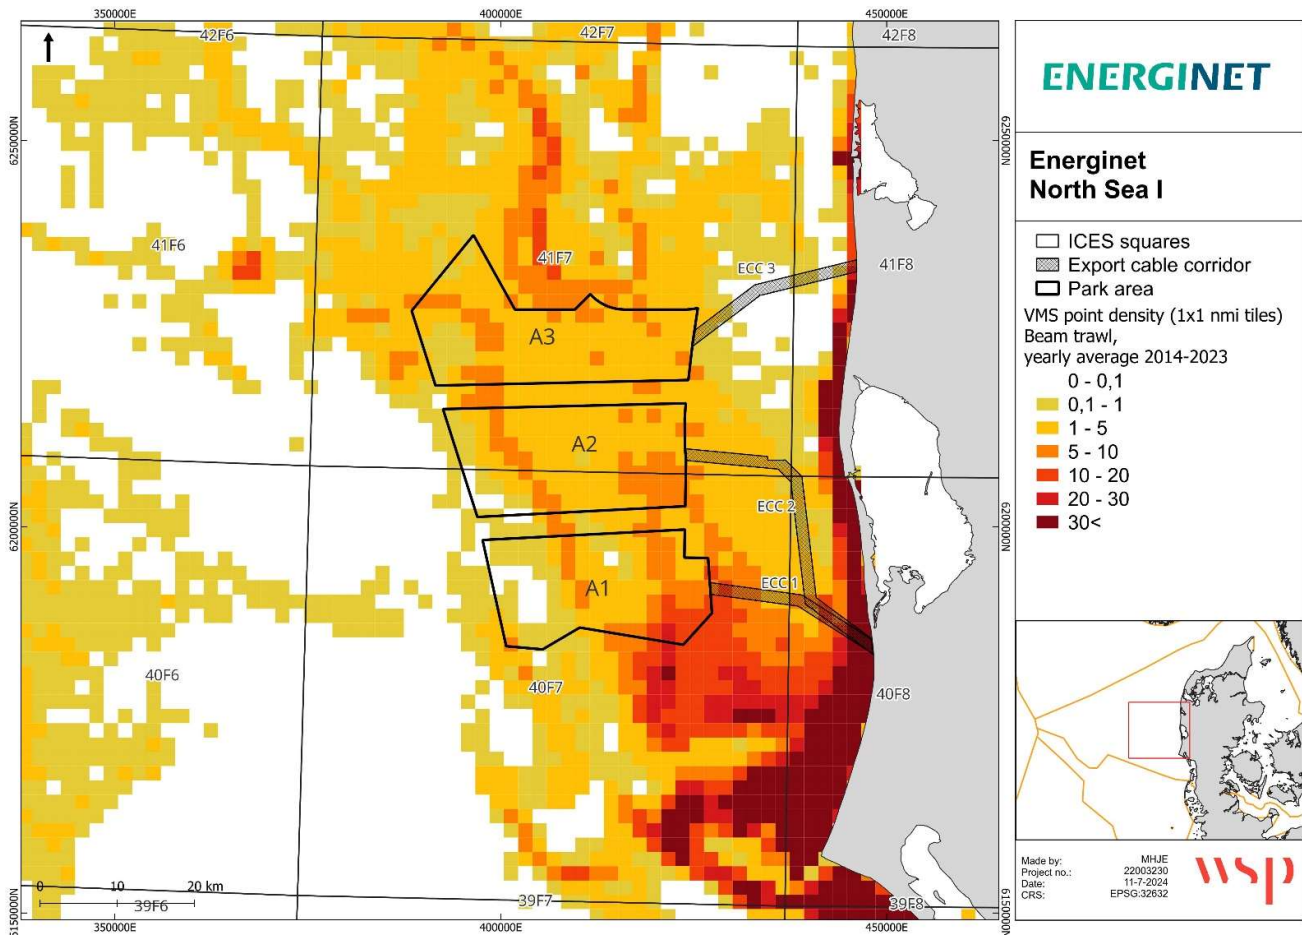 350000E
400000E
450000E
42F6
42F7
42F8
6250000N
6250000N
41F6
41F7
ECC 3
41F8
A3
A2
ECC 2
6200000N
6200000N
ECC 1
A1
40F6
40F7
40F8
0 10 20 km
39F6
39F7
39F8
6150000N
6150000N
350000E
400000E
450000E
ENERGINET
Energinet
North Sea I
ICES squares
Export cable corridor
Park area
VMS point density (1x1 nmi tiles)
Beam trawl,
yearly average 2014-2023
0 - 0,1
0,1 - 1
1 - 5
5 - 10
10 - 20
20 - 30
30<
Made by: MHJE
Project no.: 22003230
Date: 11-7-2024
CRS: EPSG:32632
wsp